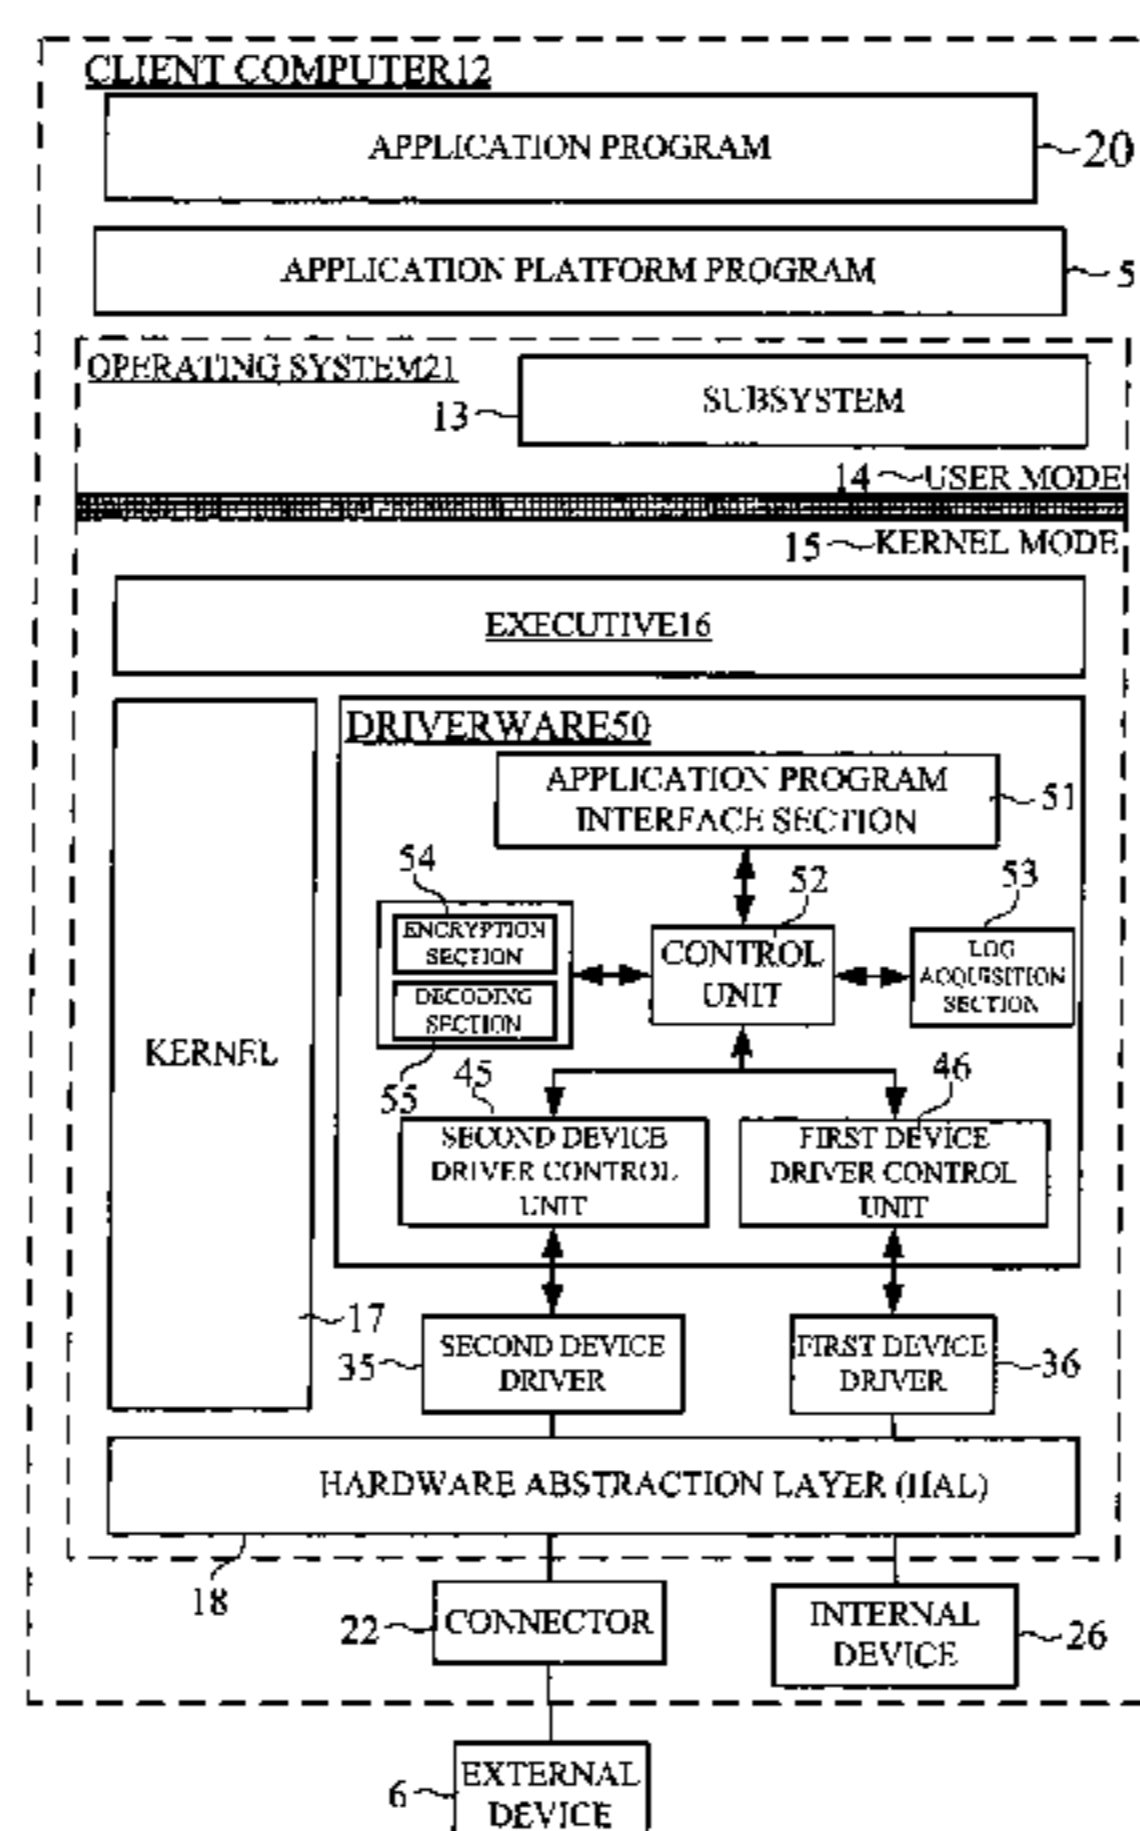 CLIENT COMPUTER12
APPLICATION PROGRAM
20
APPLICATION PLATFORM PROGRAM
5
OPERATING SYSTEM21
SUBSYSTEM
13
14 USER MODE
15 KERNEL MODE
EXECUTIVE16
DRIVERWARE50
APPLICATION PROGRAM
INTERFACE SECTION
51
54
52
53
ENCRYPTION
SECTION
CONTROL
UNIT
LOG
ACQUISITION
SECTION
DECODING
SECTION
KERNEL
55
45
46
SECOND DEVICE
DRIVER CONTROL
UNIT
FIRST DEVICE
DRIVER CONTROL
UNIT
17
35
SECOND DEVICE
DRIVER
FIRST DEVICE
DRIVER
36
HARDWARE ABSTRACTION LAYER (HAL)
18
22
CONNECTOR
INTERNAL
DEVICE
26
6
EXTERNAL
DEVICE